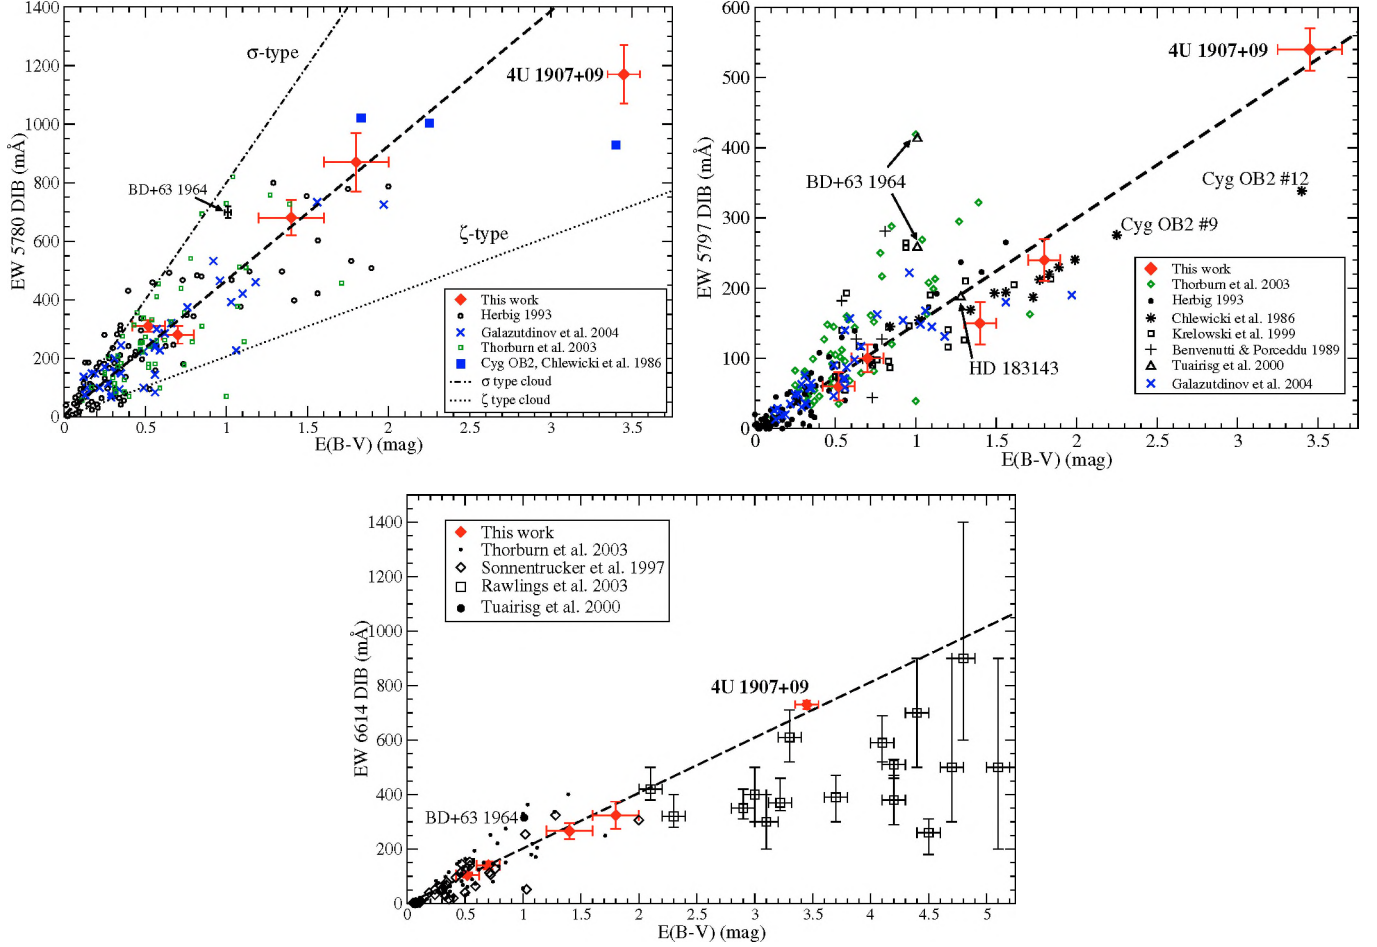 1400
1200
1000
800
600
400
200
0
EW 5780 DIB (mÅ)
σ-type
4U 1907+09
BD+63 1964
ζ-type
This work
Herbig 1993
Galazutdinov et al. 2004
Thorburn et al. 2003
Cyg OB2, Chlewicki et al. 1986
σ type cloud
ζ type cloud
0 0.5 1 1.5 2 2.5 3 3.5
E(B-V) (mag)
600
500
400
300
200
100
0
EW 5797 DIB (mÅ)
4U 1907+09
BD+63 1964
Cyg OB2 #12
Cyg OB2 #9
HD 183143
This work
Thorburn et al. 2003
Herbig 1993
Chlewicki et al. 1986
Krelowski et al. 1999
Benvenutti & Porceddu 1989
Tuairisg et al. 2000
Galazutdinov et al. 2004
0 0.5 1 1.5 2 2.5 3 3.5
E(B-V) (mag)
1400
1200
1000
800
600
400
200
0
EW 6614 DIB (mÅ)
This work
Thorburn et al. 2003
Sonnentrucker et al. 1997
Rawlings et al. 2003
Tuairisg et al. 2000
4U 1907+09
BD+63 1964
0 0.5 1 1.5 2 2.5 3 3.5 4 4.5 5
E(B-V) (mag)